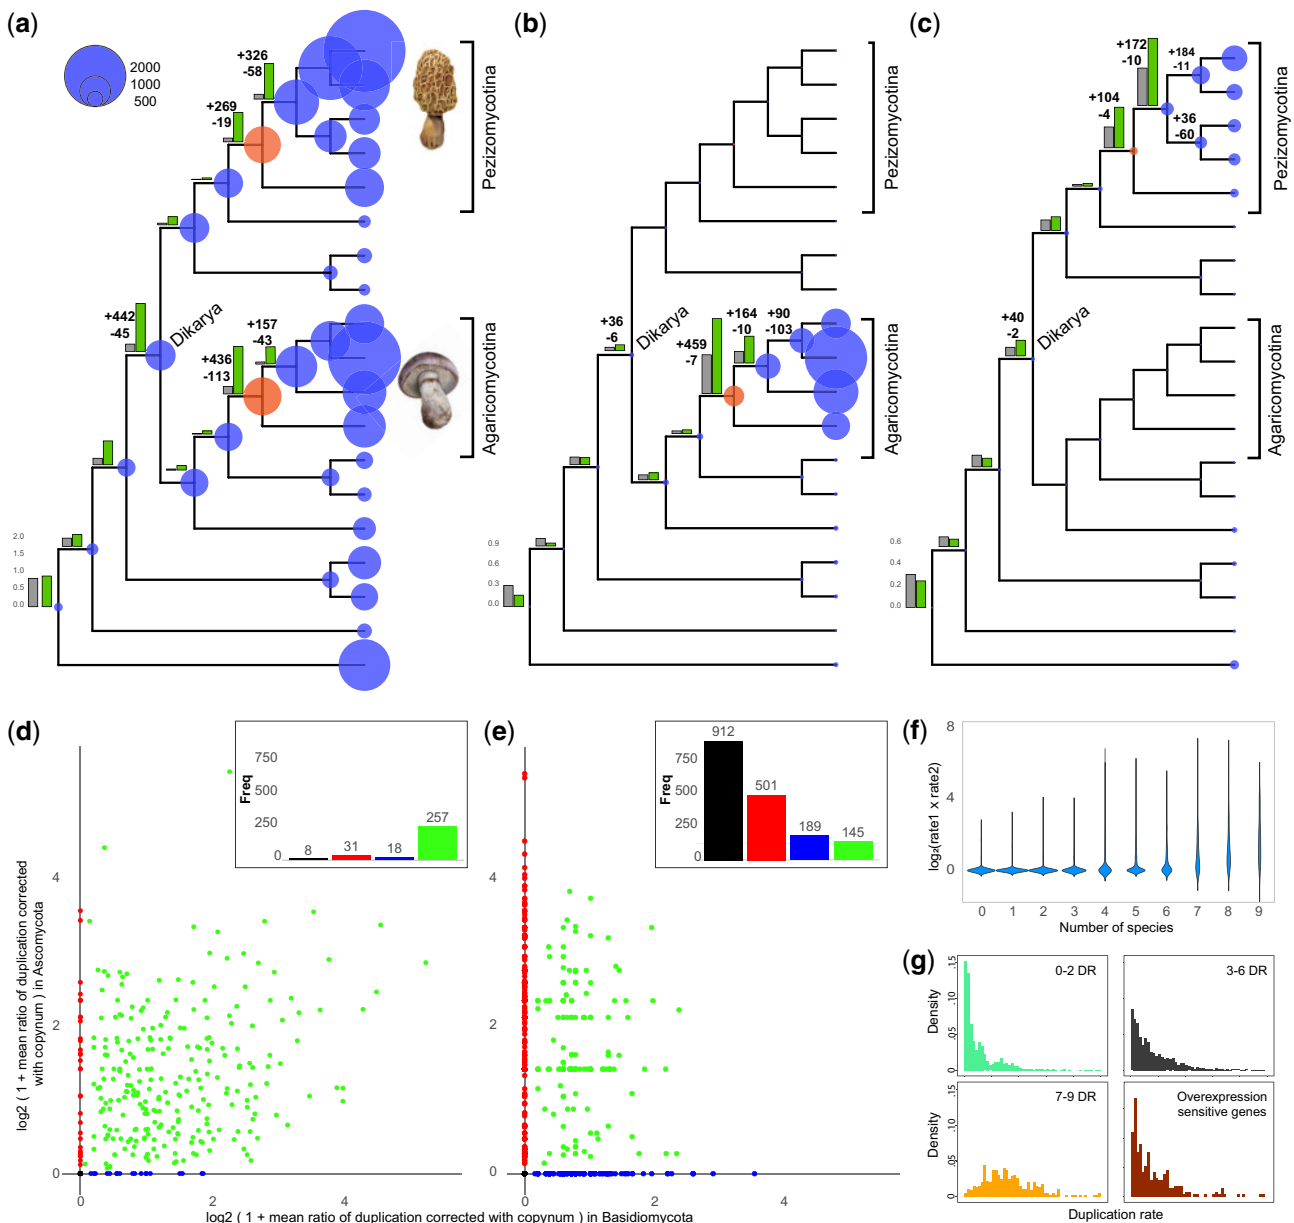 (a)
2000
1000
500
+326
-58
+269
-19
+442
-45
Dikarya
+157
-43
+436
-113
Pezizomycotina
Agaricomycotina
2.0
1.5
1.0
0.5
0.0
(b)
+36
-6
Dikarya
+164
-10
+90
-103
+459
-7
Pezizomycotina
Agaricomycotina
0.9
0.6
0.3
0.0
(c)
+172
-10
+184
-11
+104
-4
+36
-60
+40
-2
Dikarya
Pezizomycotina
Agaricomycotina
0.6
0.4
0.2
0.0
(d)
log2 ( 1 + mean ratio of duplication corrected
with copynum ) in Ascomycota
4
2
0
0
2
4
Freq
750
500
250
0
8
31
18
257
(e)
4
2
0
0
2
4
Freq
750
500
250
0
912
501
189
145
log2 ( 1 + mean ratio of duplication corrected with copynum ) in Basidiomycota
(f)
log₂(rate1 x rate2)
8
4
0
0 1 2 3 4 5 6 7 8 9
Number of species
(g)
Density
.15
.10
.05
0
0-2 DR
3-6 DR
Density
.15
.10
.05
0
7-9 DR
Overexpression
sensitive genes
Duplication rate